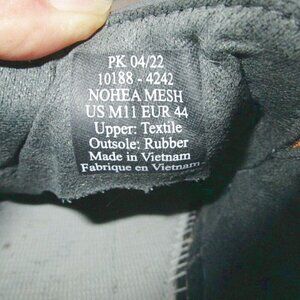 PK 04/22
10188 - 4242
NOHEA MESH
US M11 EUR 44
Upper: Textile
Outsole: Rubber
Made in Vietnam
Fabrique en Vietnam